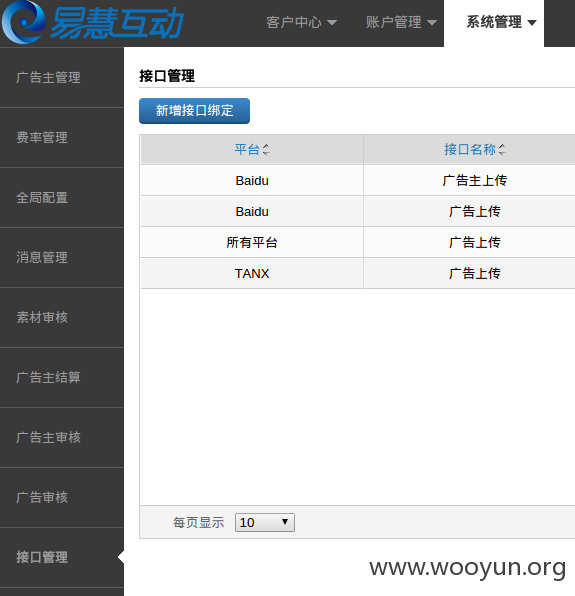 易慧互动
客户中心 账户管理 系统管理
广告主管理
费率管理
全局配置
消息管理
素材审核
广告主结算
广告主审核
广告审核
接口管理
接口管理
新增接口绑定
平台 接口名称
Baidu 广告主上传
Baidu 广告上传
所有平台 广告上传
TANX 广告上传
每页显示 10
www.wooyun.org